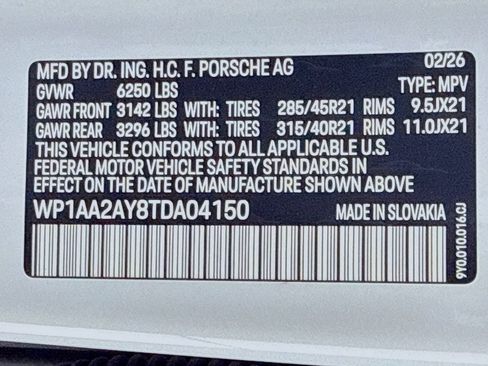 MFD BY DR. ING. H.C. F. PORSCHE AG 02/26
GVWR 6250 LBS TYPE: MPV
GAWR FRONT 3142 LBS WITH: TIRES 285/45R21 RIMS 9.5JX21
GAWR REAR 3296 LBS WITH: TIRES 315/40R21 RIMS 11.0JX21
THIS VEHICLE CONFORMS TO ALL APPLICABLE U.S.
FEDERAL MOTOR VEHICLE SAFETY STANDARDS IN
EFFECT ON THE DATE OF MANUFACTURE SHOWN ABOVE
WP1AA2AY8TDA04150 MADE IN SLOVAKIA
9Y0.010.016.CJ